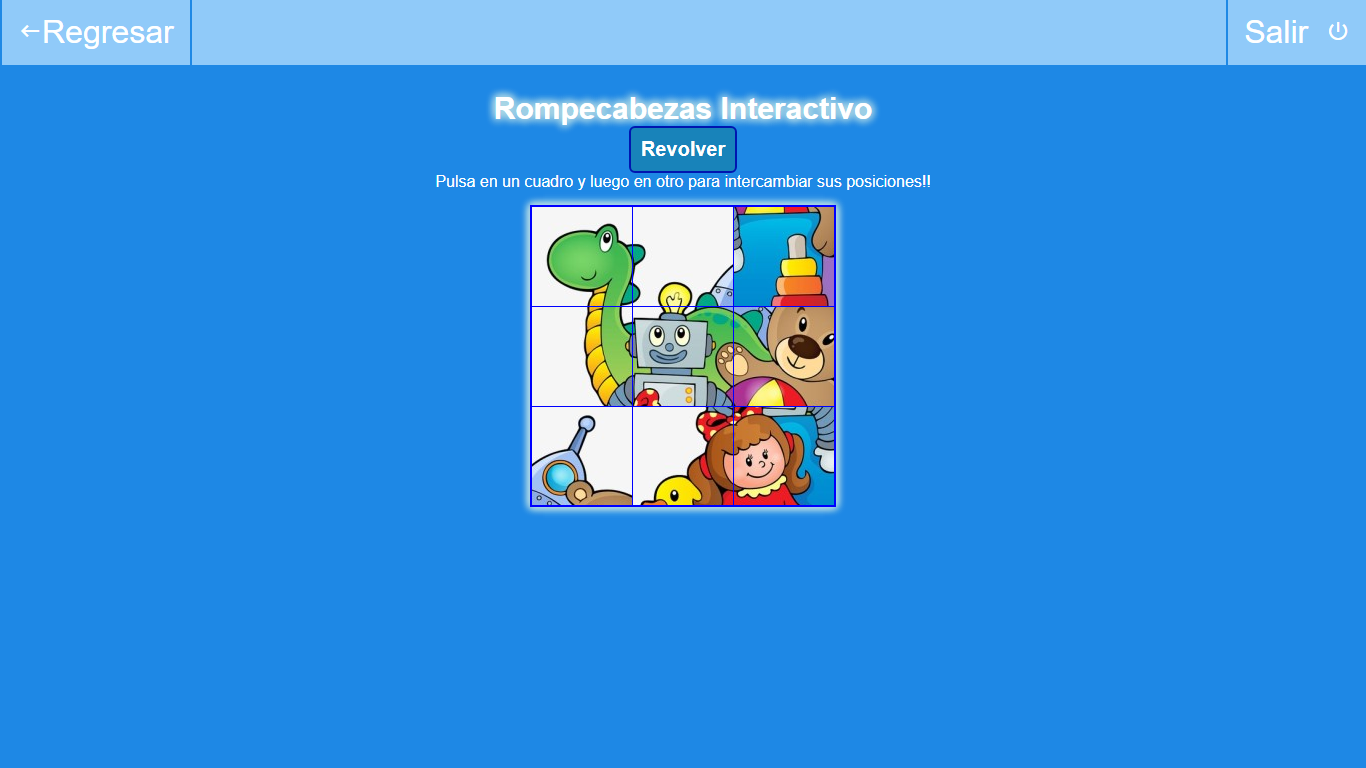 Regresar
Salir
Rompecabezas Interactivo
Revolver
Pulsa en un cuadro y luego en otro para intercambiar sus posiciones!!